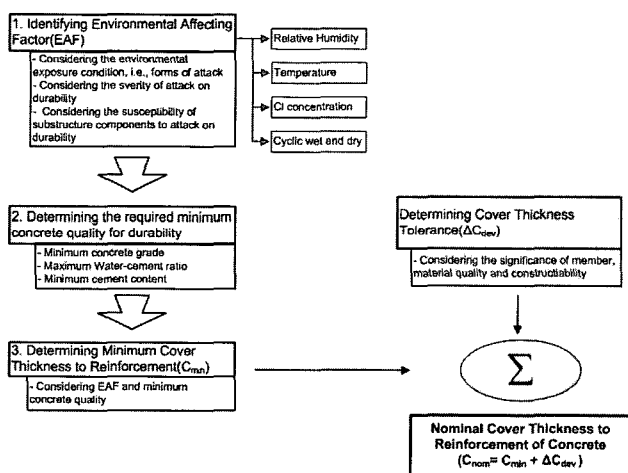 1. Identifying Environmental Affecting
Factor(EAF)
- Considering the environmental
exposure condition, i.e., forms of attack
- Considering the sverity of attack on
durability
- Considering the susceptibility of
substructure components to attack on
durability
Relative Humidity
Temperature
Cl concentration
Cyclic wet and dry
2. Determining the required minimum
concrete quality for durability
- Minimum concrete grade
- Maximum Water-cement ratio
- Minimum cement content
3. Determining Minimum Cover
Thickness to Reinforcement(Cmin)
- Considering EAF and minimum
concrete quality
Determining Cover Thickness
Tolerance(ΔCdev)
- Considering the significance of member,
material quality and constructiability
Σ
Nominal Cover Thickness to
Reinforcement of Concrete
(Cnom= Cmin + ΔCdev)